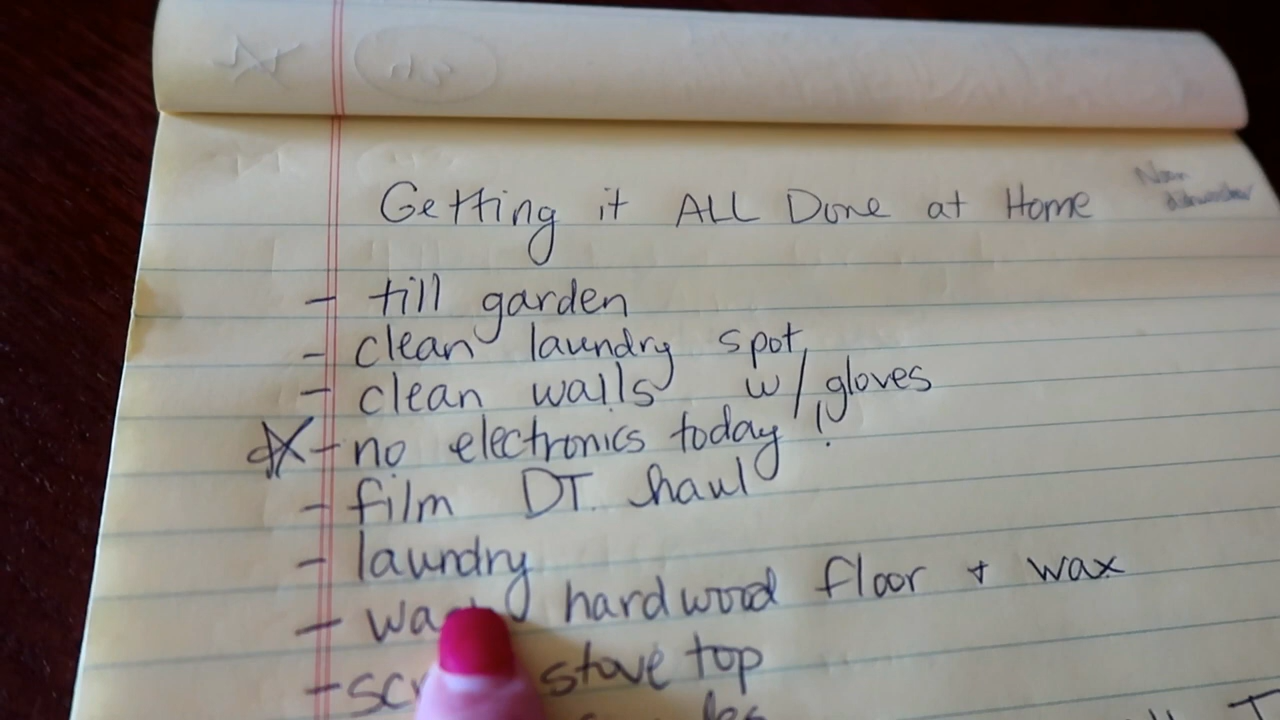 Getting it ALL Done at Home
- till garden
- clean laundry spot
- clean walls w/ gloves
- no electronics today!
- film DT. haul
- laundry
- hardwood floor + wax
- stove top